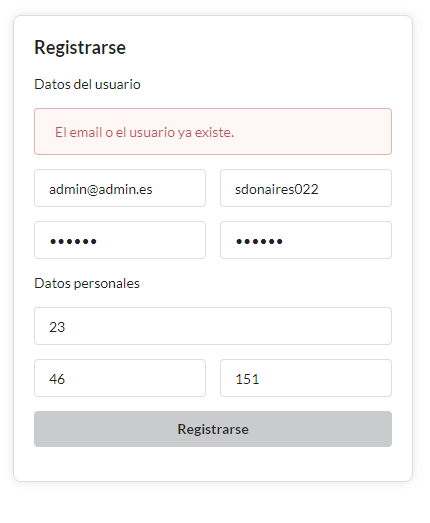 Registrarse
Datos del usuario
El email o el usuario ya existe.
admin@admin.es sdonaires022
•••••• ••••••
Datos personales
23
46 151
Registrarse